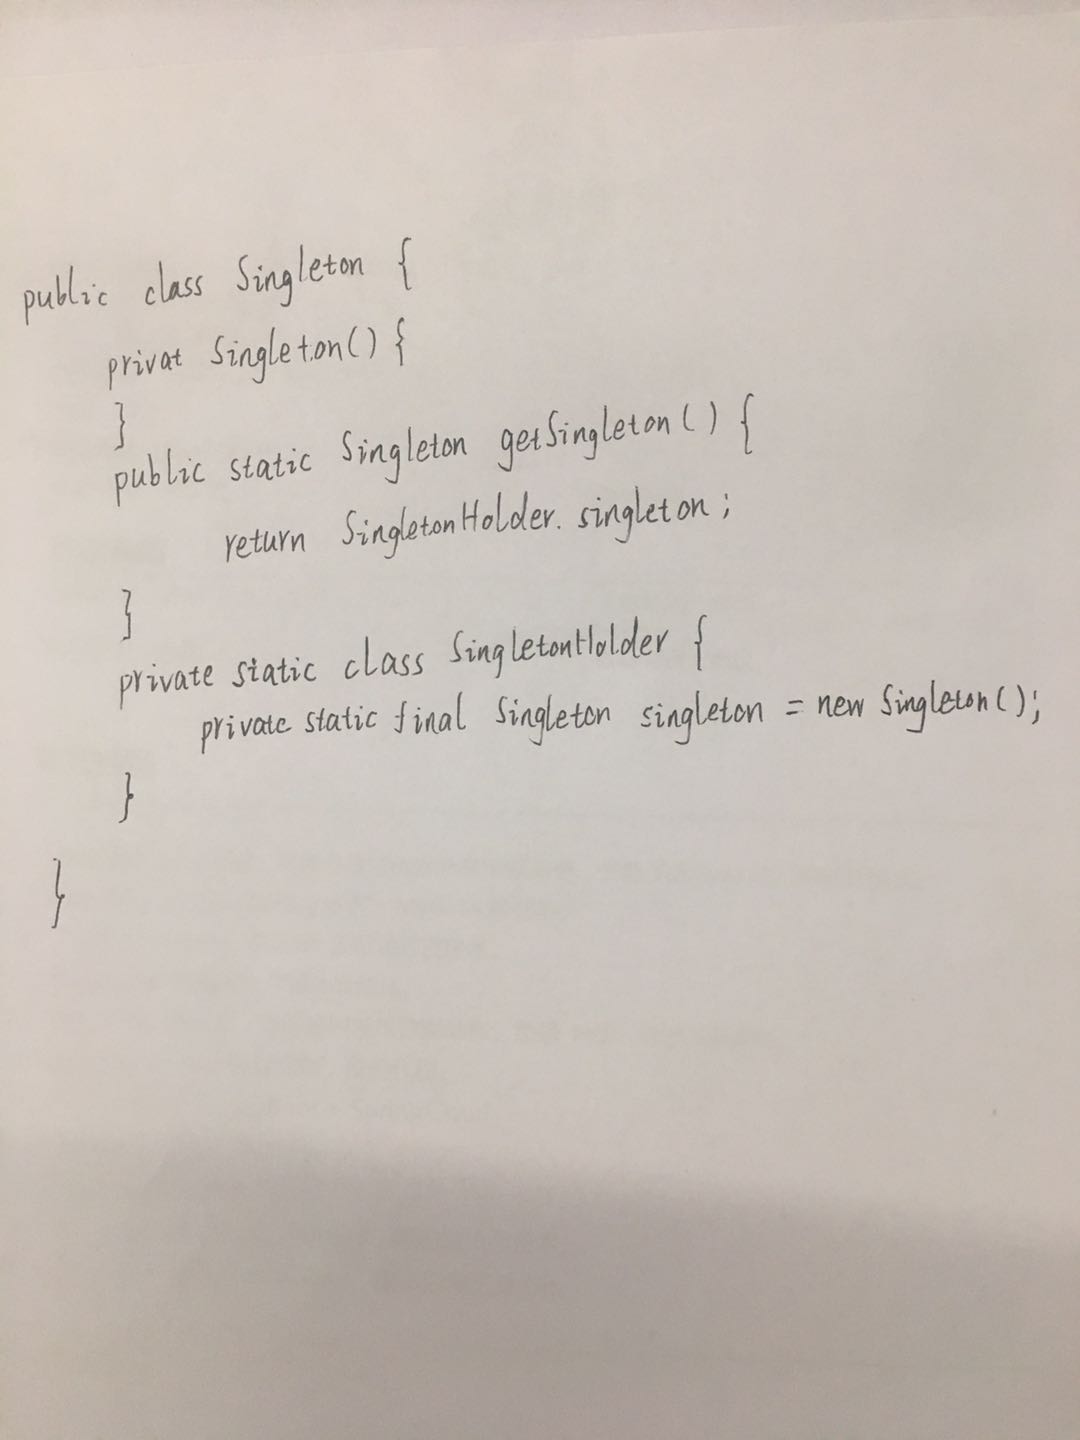 public class Singleton {
privat Singleton() {
}
public static Singleton getSingleton() {
return SingletonHolder.singleton;
}
private static class SingletonHolder {
private static final Singleton singleton = new Singleton();
}
}